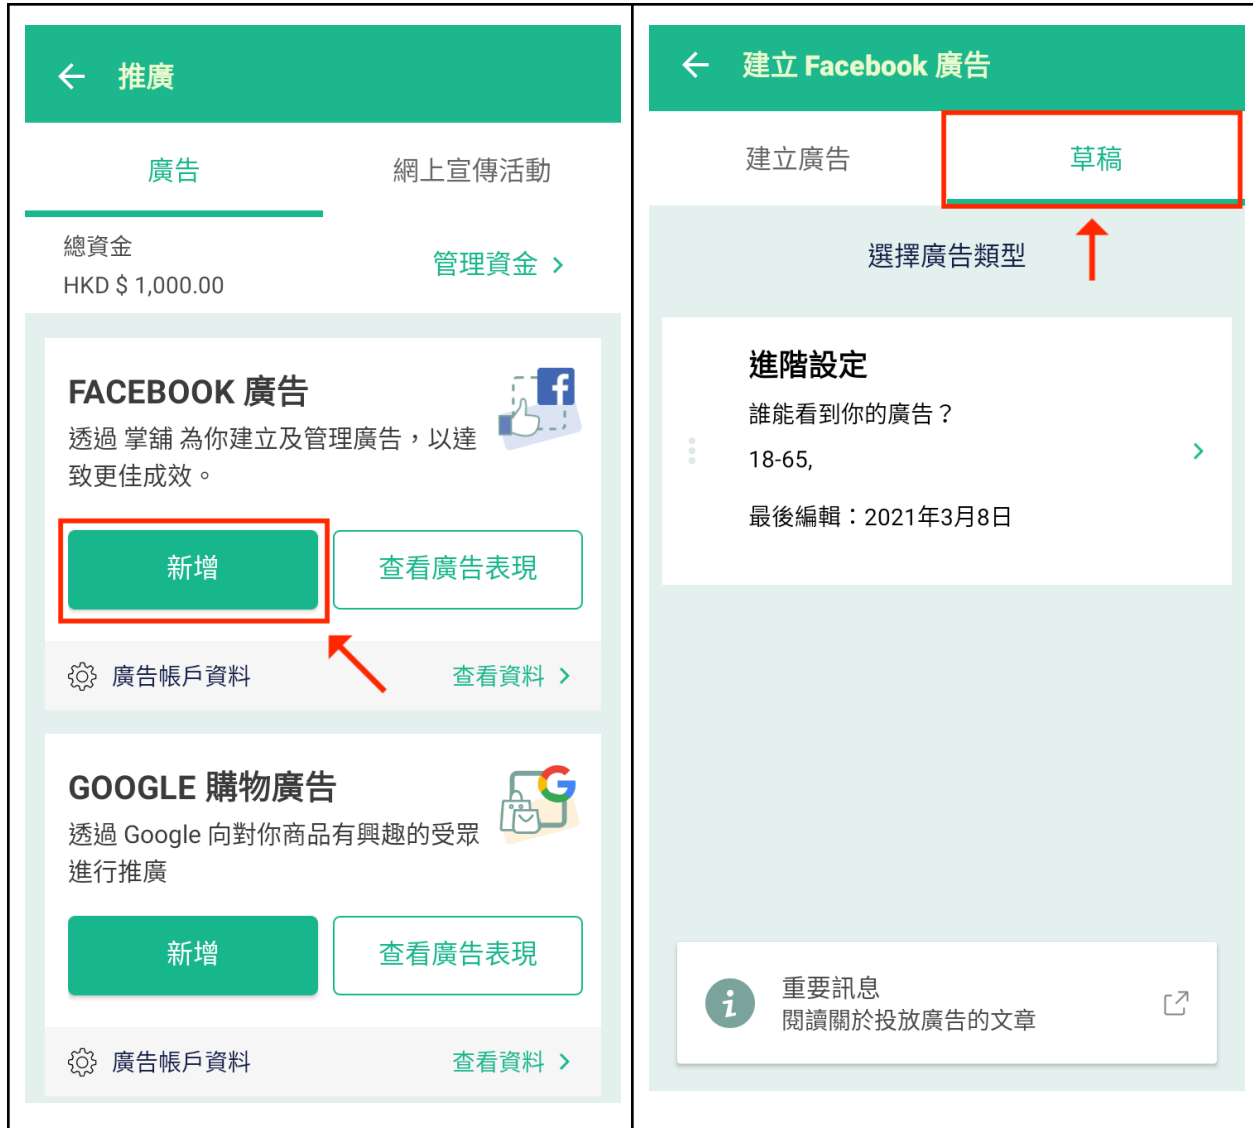 推廣
廣告
網上宣傳活動
總資金
HKD $ 1,000.00
管理資金
FACEBOOK 廣告
透過 掌舖 為你建立及管理廣告，以達
致更佳成效。
新增
查看廣告表現
廣告帳戶資料
查看資料
GOOGLE 購物廣告
透過 Google 向對你商品有興趣的受眾
進行推廣
新增
查看廣告表現
廣告帳戶資料
查看資料
建立 Facebook 廣告
建立廣告
草稿
選擇廣告類型
進階設定
誰能看到你的廣告？
18-65,
最後編輯：2021年3月8日
重要訊息
閱讀關於投放廣告的文章